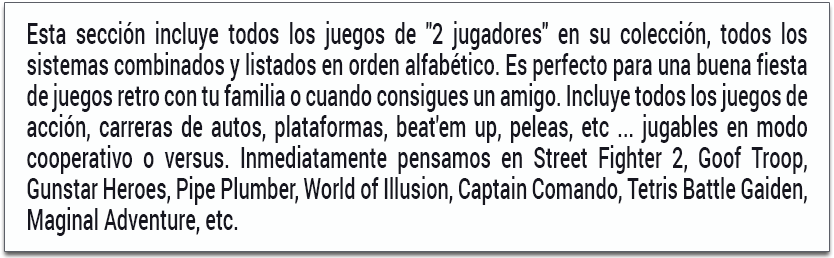 Esta sección incluye todos los juegos de "2 jugadores" en su colección, todos los
sistemas combinados y listados en orden alfabético. Es perfecto para una buena fiesta
de juegos retro con tu familia o cuando consigues un amigo. Incluye todos los juegos de
acción, carreras de autos, plataformas, beat'em up, peleas, etc ... jugables en modo
cooperativo o versus. Inmediatamente pensamos en Street Fighter 2, Goof Troop,
Gunstar Heroes, Pipe Plumber, World of Illusion, Captain Comando, Tetris Battle Gaiden,
Maginal Adventure, etc.